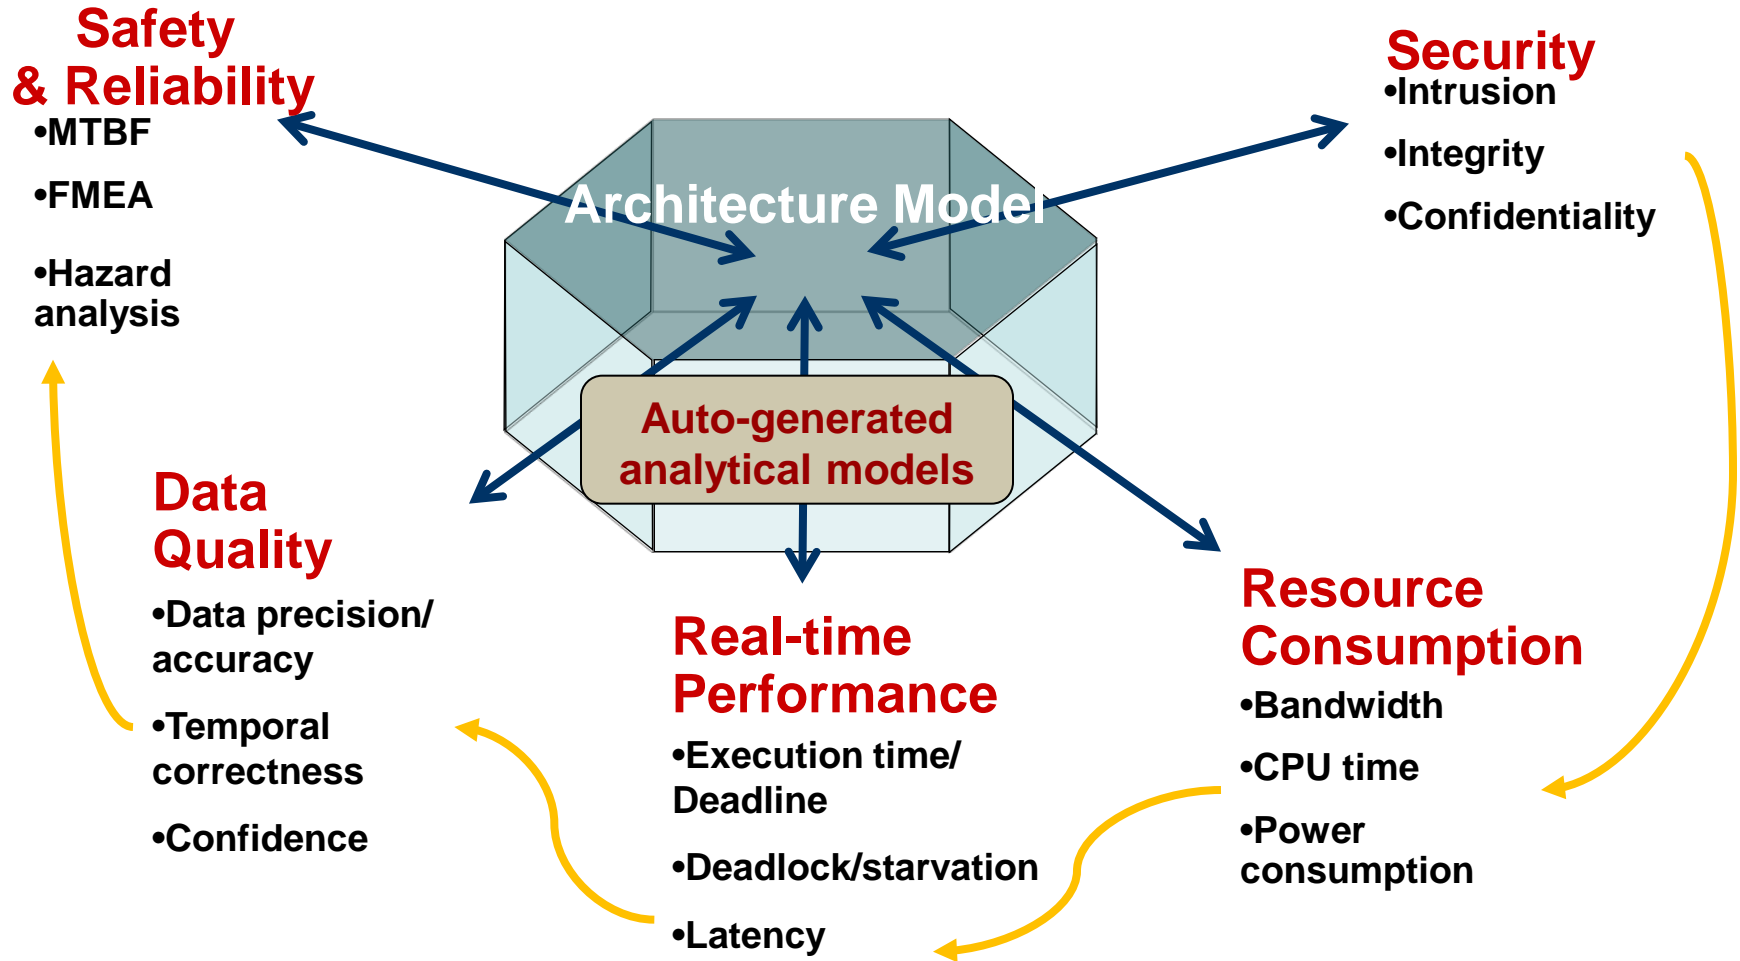 Safety
& Reliability
•MTBF
•FMEA
•Hazard
analysis
Architecture Model
Security
•Intrusion
•Integrity
•Confidentiality
Auto-generated
analytical models
Data
Quality
•Data precision/
accuracy
•Temporal
correctness
•Confidence
Real-time
Performance
•Execution time/
Deadline
•Deadlock/starvation
•Latency
Resource
Consumption
•Bandwidth
•CPU time
•Power
consumption